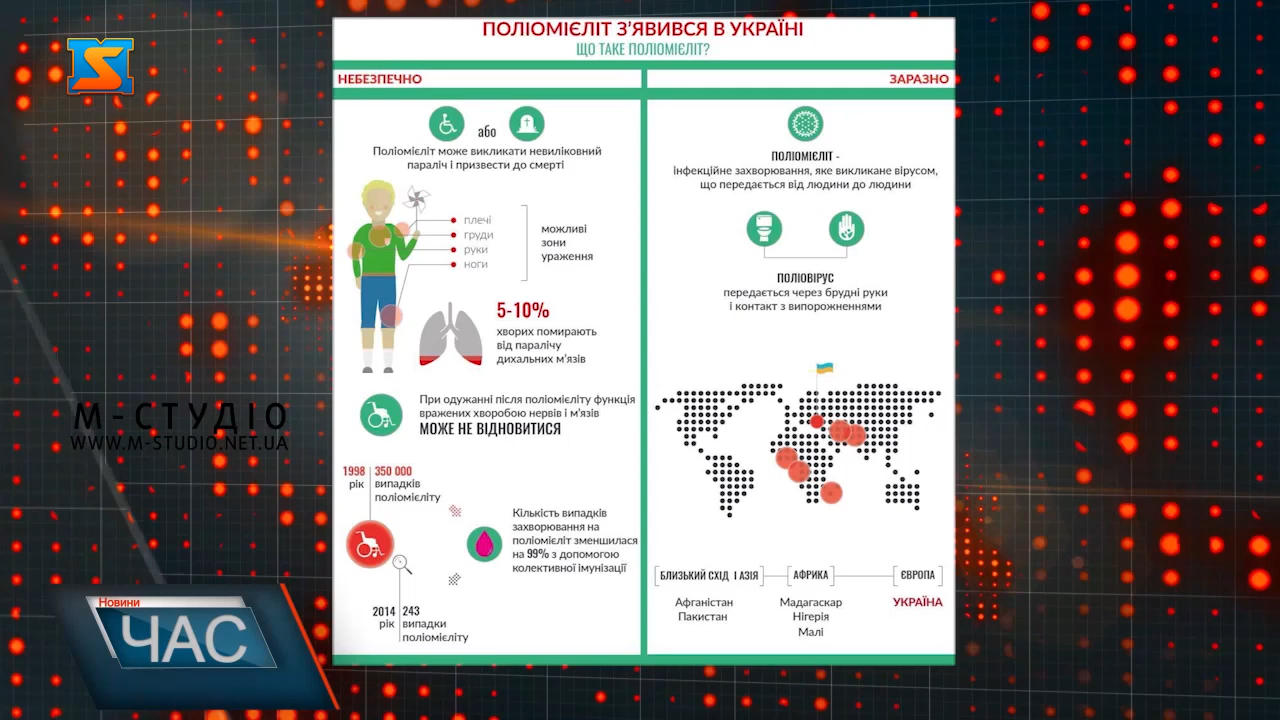 ПОЛІОМІЄЛІТ З'ЯВИВСЯ В УКРАЇНІ
ЩО ТАКЕ ПОЛІОМІЄЛІТ?
НЕБЕЗПЕЧНО
або
Поліомієліт може викликати невиліковний
параліч і призвести до смерті
плечі
груди
руки
ноги
можливі
зони
ураження
5-10%
хворих помирають
від паралічу
дихальних м'язів
При одужанні після поліомієліту функція
вражених хворобою нервів і м'язів
МОЖЕ НЕ ВІДНОВИТИСЯ
1998 рік
350 000
випадків
поліомієліту
Кількість випадків
захворювання на
поліомієліт зменшилася
на 99% з допомогою
колективної імунізації
2014 рік
243
випадки
поліомієліту
ЗАРАЗНО
ПОЛІОМІЄЛІТ -
інфекційне захворювання, яке викликане вірусом,
що передається від людини до людини
ПОЛІОВІРУС
передається через брудні руки
і контакт з випорожненнями
БЛИЗЬКИЙ СХІД І АЗІЯ
Афганістан
Пакистан
АФРИКА
Мадагаскар
Нігерія
Малі
ЄВРОПА
УКРАЇНА
М-СТУДІО
WWW.M-STUDIO.NET.UA
Новини
ЧАС